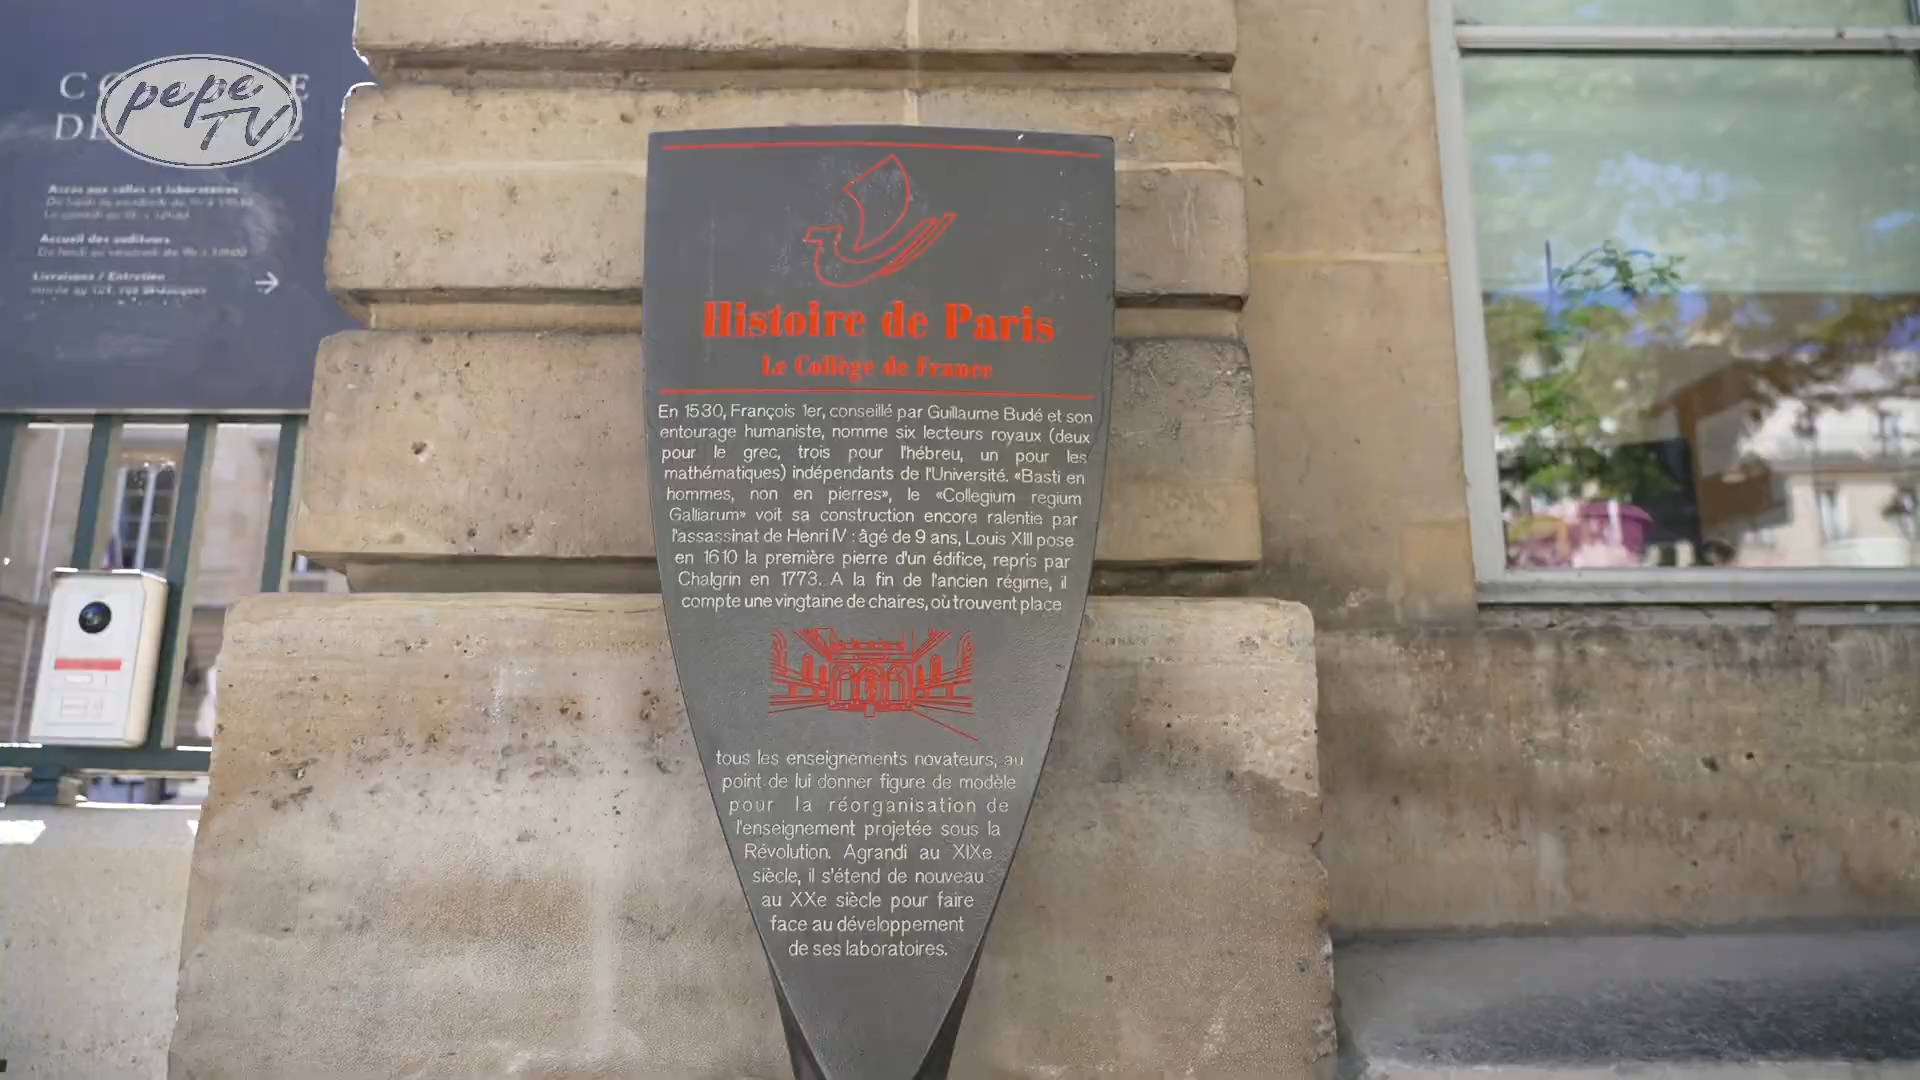 pepe TV
Accès aux salles et laboratoires
Accueil des auditeurs
Livraisons / Entretien
Histoire de Paris
Le Collège de France
En 1530, François 1er, conseillé par Guillaume Budé et son
entourage humaniste, nomme six lecteurs royaux (deux
pour le grec, trois pour l'hébreu, un pour les
mathématiques) indépendants de l'Université. «Basti en
hommes, non en pierres», le «Collegium regium
Galliarum» voit sa construction encore ralentie par
l'assassinat de Henri IV : âgé de 9 ans, Louis XIII pose
en 1610 la première pierre d'un édifice, repris par
Chalgrin en 1773. A la fin de l'ancien régime, il
compte une vingtaine de chaires, où trouvent place
tous les enseignements novateurs, au
point de lui donner figure de modèle
pour la réorganisation de
l'enseignement projetée sous la
Révolution. Agrandi au XIXe
siècle, il s'étend de nouveau
au XXe siècle pour faire
face au développement
de ses laboratoires.